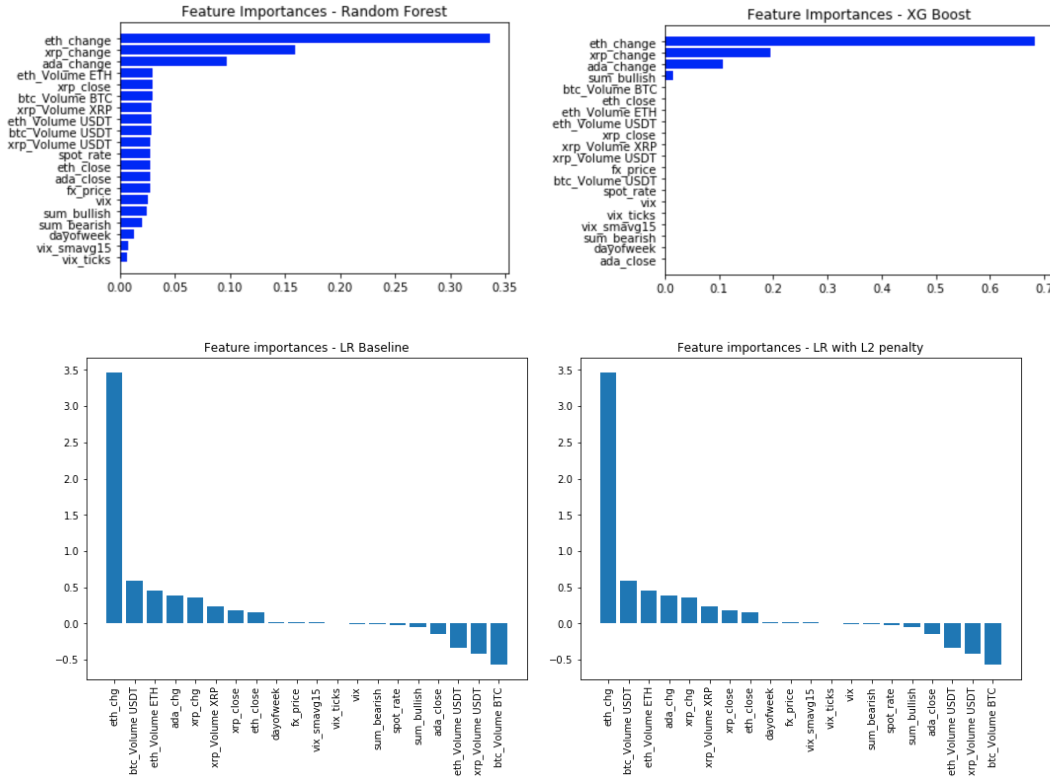 Feature Importances - Random Forest
eth_change
xrp_change
ada_change
eth_Volume ETH
xrp_close
btc_Volume BTC
xrp_Volume XRP
eth_Volume USDT
btc_Volume USDT
xrp_Volume USDT
spot_rate
eth_close
ada_close
fx_price
vix
sum_bullish
sum_bearish
dayofweek
vix_smavg15
vix_ticks
0.00 0.05 0.10 0.15 0.20 0.25 0.30 0.35
Feature Importances - XG Boost
eth_change
xrp_change
ada_change
sum_bullish
btc_Volume BTC
eth_close
eth_Volume ETH
eth_Volume USDT
xrp_close
xrp_Volume XRP
xrp_Volume USDT
fx_price
btc_Volume USDT
spot_rate
vix
vix_ticks
vix_smavg15
sum_bearish
dayofweek
ada_close
0.0 0.1 0.2 0.3 0.4 0.5 0.6 0.7
Feature importances - LR Baseline
3.5
3.0
2.5
2.0
1.5
1.0
0.5
0.0
−0.5
eth_chg
btc_Volume USDT
eth_Volume ETH
ada_chg
xrp_chg
xrp_Volume XRP
xrp_close
eth_close
dayofweek
fx_price
vix_smavg15
vix_ticks
vix
sum_bearish
spot_rate
sum_bullish
ada_close
eth_Volume USDT
xrp_Volume USDT
btc_Volume BTC
Feature importances - LR with L2 penalty
3.5
3.0
2.5
2.0
1.5
1.0
0.5
0.0
−0.5
eth_chg
btc_Volume USDT
eth_Volume ETH
ada_chg
xrp_chg
xrp_Volume XRP
xrp_close
eth_close
dayofweek
fx_price
vix_smavg15
vix_ticks
vix
sum_bearish
spot_rate
sum_bullish
ada_close
eth_Volume USDT
xrp_Volume USDT
btc_Volume BTC